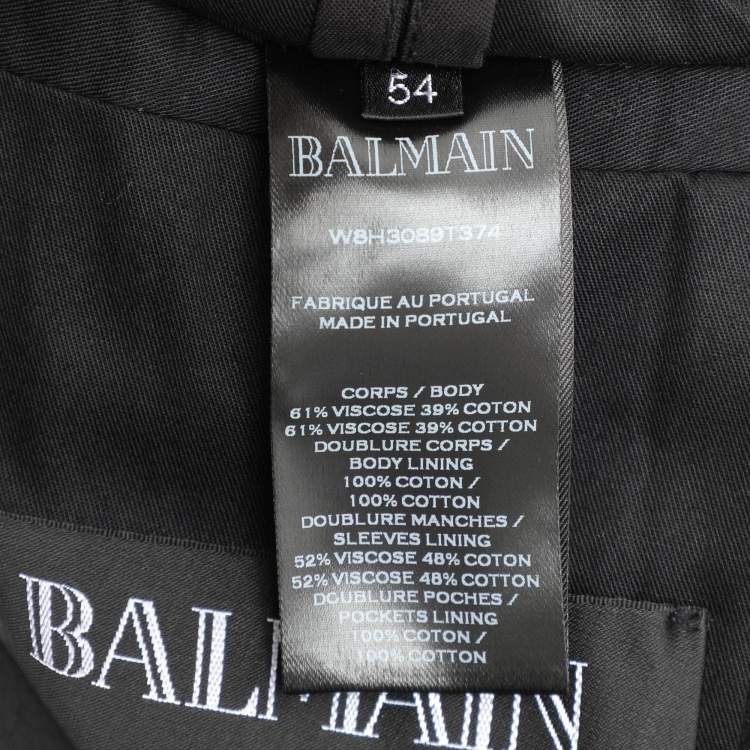 54
BALMAIN
W8H3089T374
FABRIQUE AU PORTUGAL
MADE IN PORTUGAL
CORPS / BODY
61% VISCOSE 39% COTON
61% VISCOSE 39% COTTON
DOUBLURE CORPS /
BODY LINING
100% COTON /
100% COTTON
DOUBLURE MANCHES /
SLEEVES LINING
52% VISCOSE 48% COTON
52% VISCOSE 48% COTTON
DOUBLURE POCHES /
POCKETS LINING
100% COTON /
100% COTTON
BALMAIN